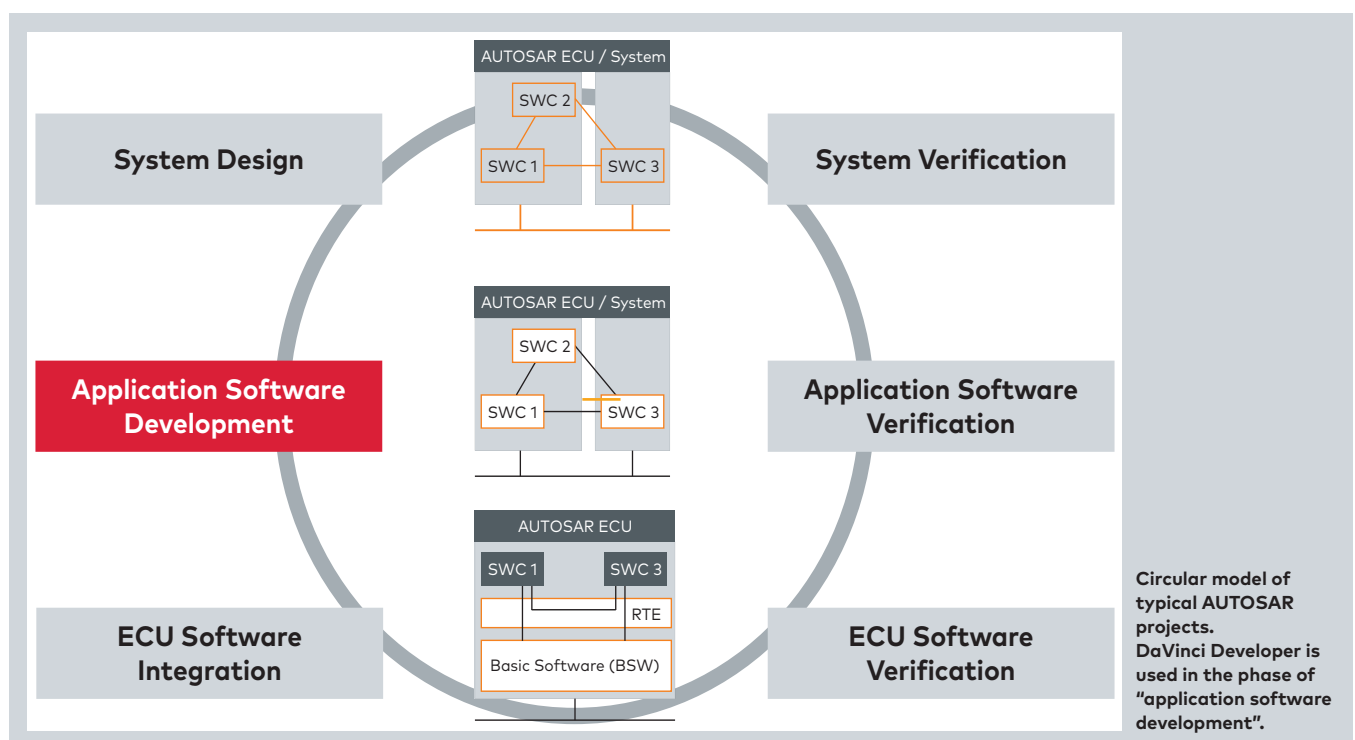 AUTOSAR ECU / System
SWC 2
SWC 1
SWC 3
System Design
System Verification
AUTOSAR ECU / System
SWC 2
SWC 1
SWC 3
Application Software
Development
Application Software
Verification
AUTOSAR ECU
SWC 1
SWC 3
RTE
Basic Software (BSW)
ECU Software
Integration
ECU Software
Verification
Circular model of
typical AUTOSAR
projects.
DaVinci Developer is
used in the phase of
“application software
development”.